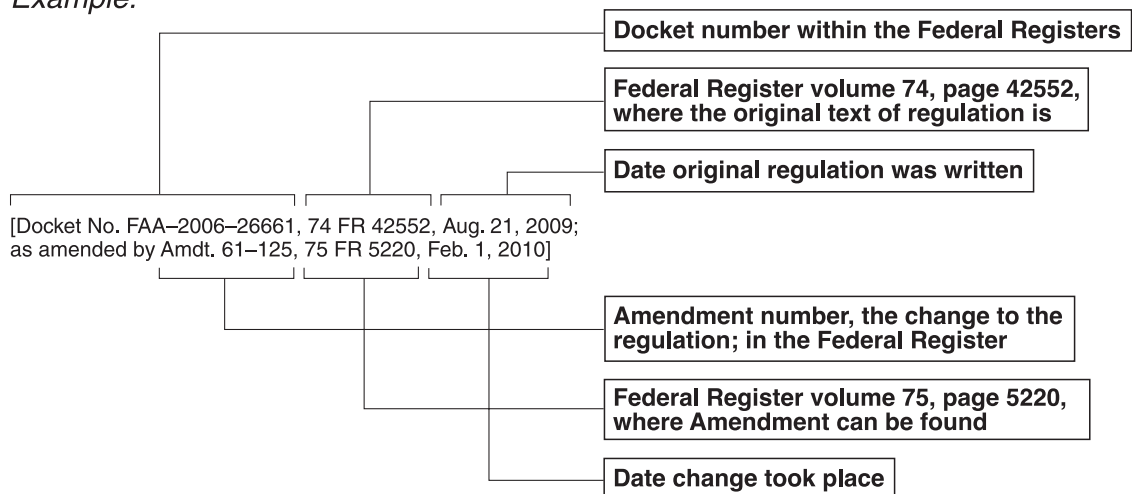 Example:
Docket number within the Federal Registers
Federal Register volume 74, page 42552,
where the original text of regulation is
Date original regulation was written
[Docket No. FAA–2006–26661, 74 FR 42552, Aug. 21, 2009;
as amended by Amdt. 61–125, 75 FR 5220, Feb. 1, 2010]
Amendment number, the change to the
regulation; in the Federal Register
Federal Register volume 75, page 5220,
where Amendment can be found
Date change took place